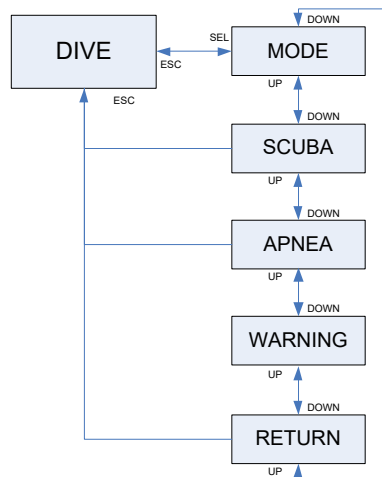 DIVE
SEL
ESC
ESC
DOWN
MODE
UP
DOWN
SCUBA
UP
DOWN
APNEA
UP
DOWN
WARNING
UP
DOWN
RETURN
UP